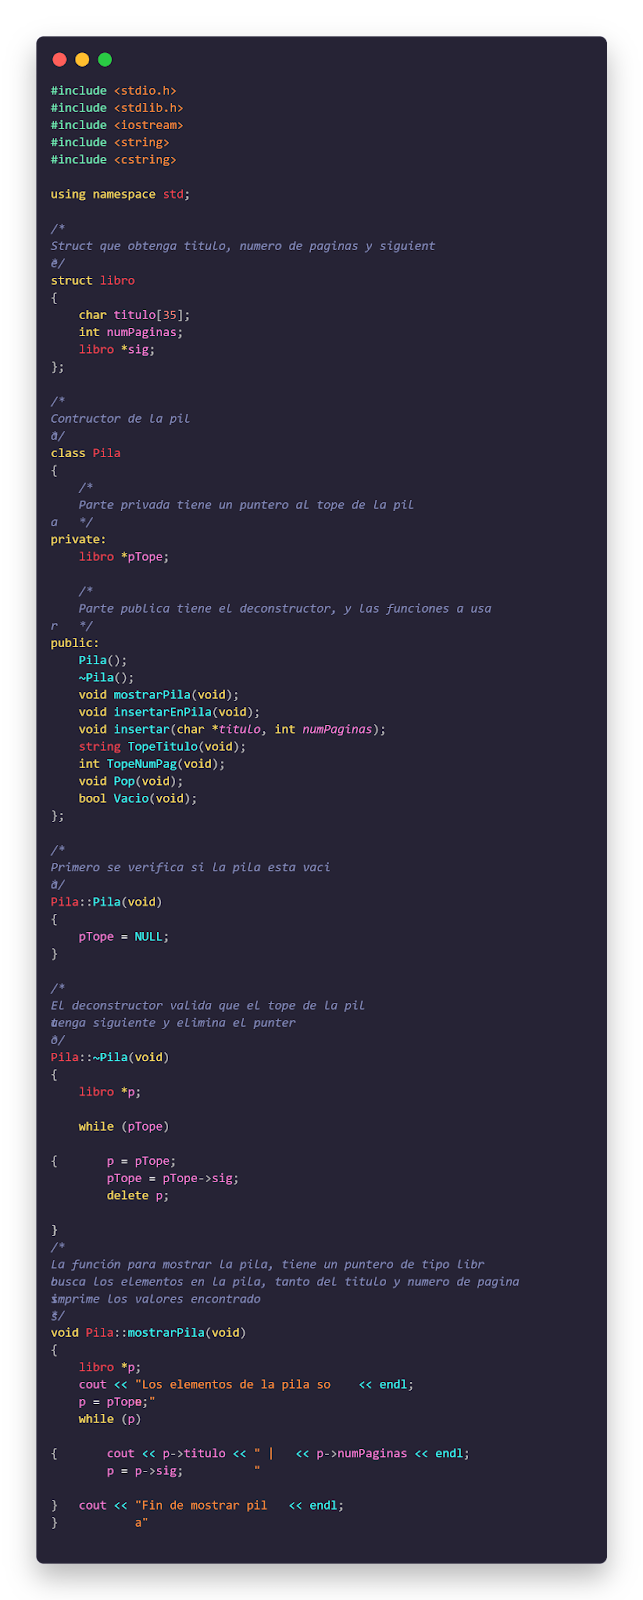 #include <stdio.h>
#include <stdlib.h>
#include <iostream>
#include <string>
#include <cstring>
using namespace std;
/*
Struct que obtenga titulo, numero de paginas y siguient
e*/
struct libro
{
    char titulo[35];
    int numPaginas;
    libro *sig;
};
/*
Contructor de la pil
a*/
class Pila
{
    /*
    Parte privada tiene un puntero al tope de la pil
a   */
private:
    libro *pTope;
    /*
    Parte publica tiene el deconstructor, y las funciones a usa
r   */
public:
    Pila();
    ~Pila();
    void mostrarPila(void);
    void insertarEnPila(void);
    void insertar(char *titulo, int numPaginas);
    string TopeTitulo(void);
    int TopeNumPag(void);
    void Pop(void);
    bool Vacio(void);
};
/*
Primero se verifica si la pila esta vaci
a*/
Pila::Pila(void)
{
    pTope = NULL;
}
/*
El deconstructor valida que el tope de la pil
a
tenga siguiente y elimina el punter
o*/
Pila::~Pila(void)
{
    libro *p;
    while (pTope)
{       p = pTope;
        pTope = pTope->sig;
        delete p;
}
/*
La función para mostrar la pila, tiene un puntero de tipo libr
busca los elementos en la pila, tanto del titulo y numero de pagina
imprime los valores encontrado
s*/
void Pila::mostrarPila(void)
{
    libro *p;
    cout << "Los elementos de la pila so    << endl;
    p = pTope;"
    while (p)
{       cout << p->titulo << " |   << p->numPaginas << endl;
        p = p->sig;          "
}   cout << "Fin de mostrar pil   << endl;
}           a"